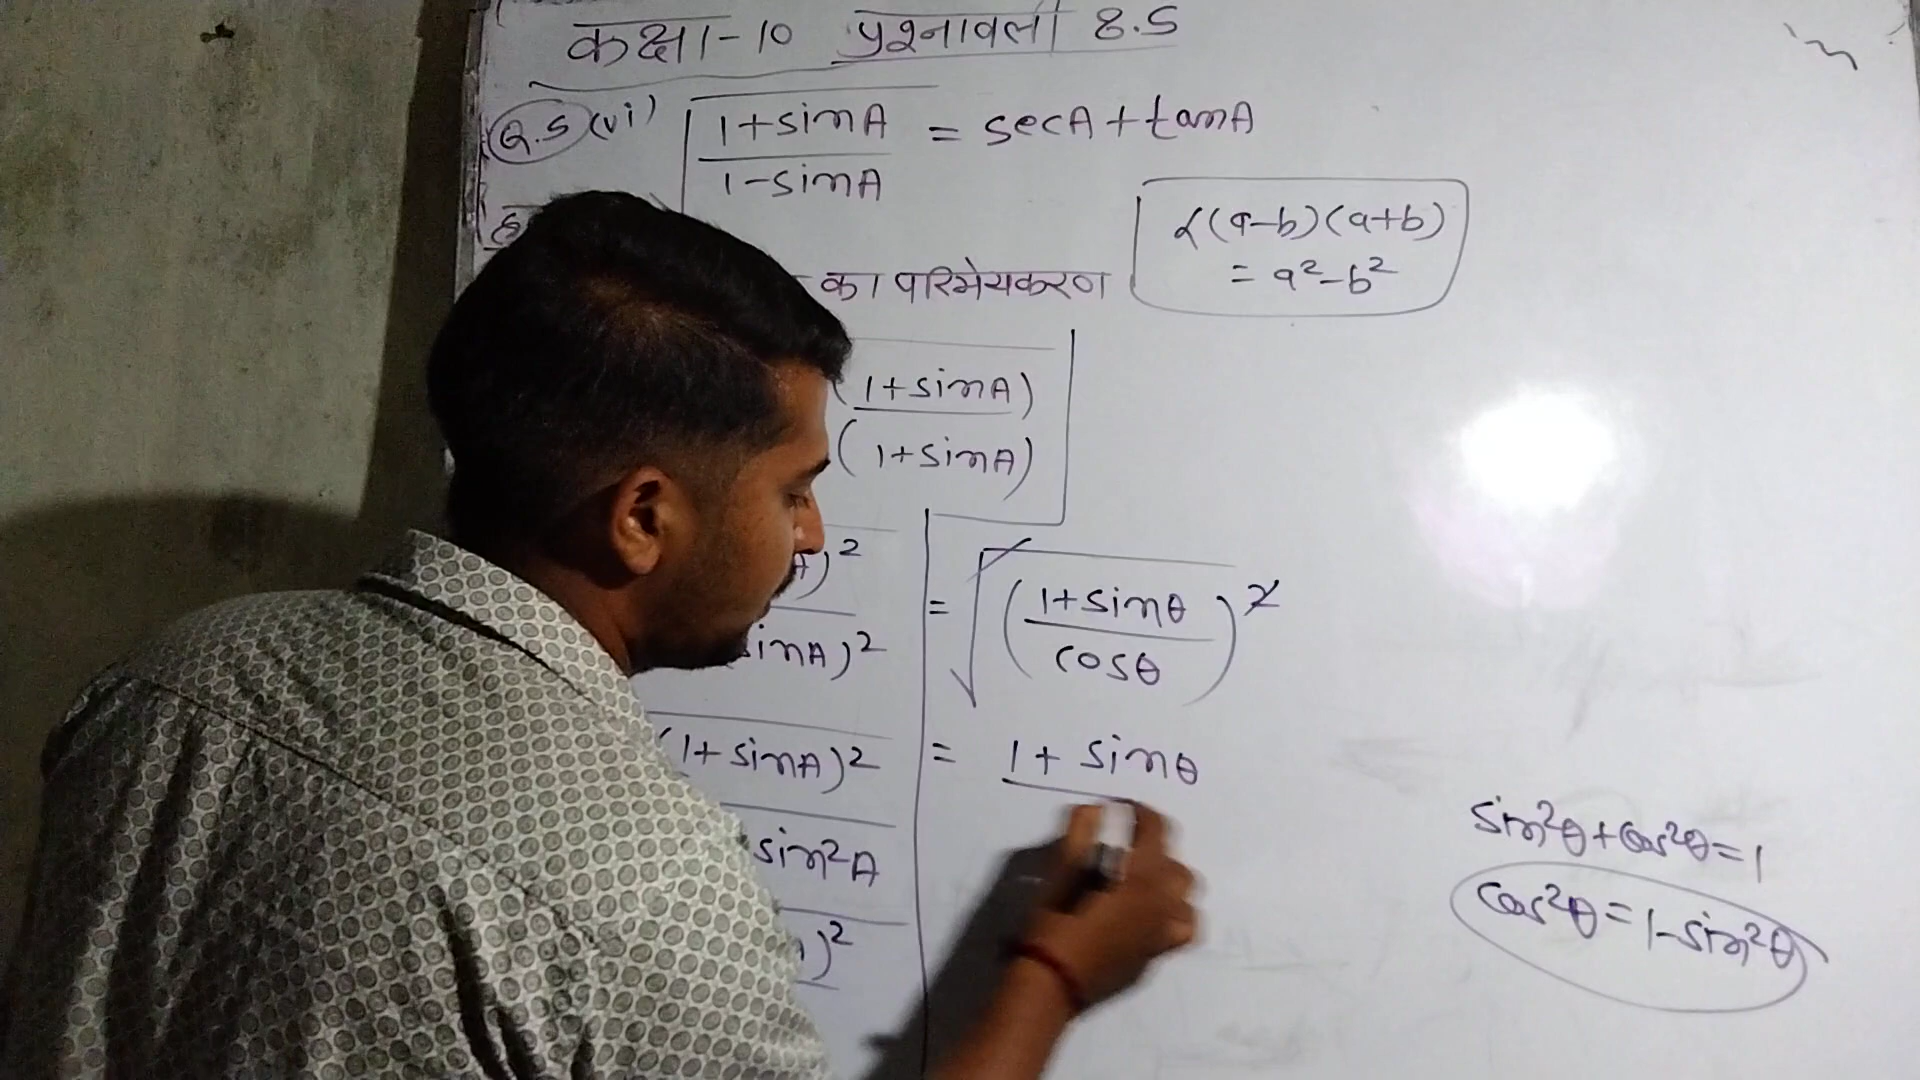 कक्षा-10 प्रश्नावली 8.5
Q.5 (vi) √ 1+sinA / 1-sinA = secA + tanA
ह
का परिमेयकरण
(a-b)(a+b)
= a²-b²
(1+sinA)
(1+sinA)
)²
sinA)²
(1+sinA)²
sin²A
)²
= √ ( 1+sinθ / cosθ )²
= 1+sinθ
sin²θ+cos²θ=1
cos²θ=1-sin²θ